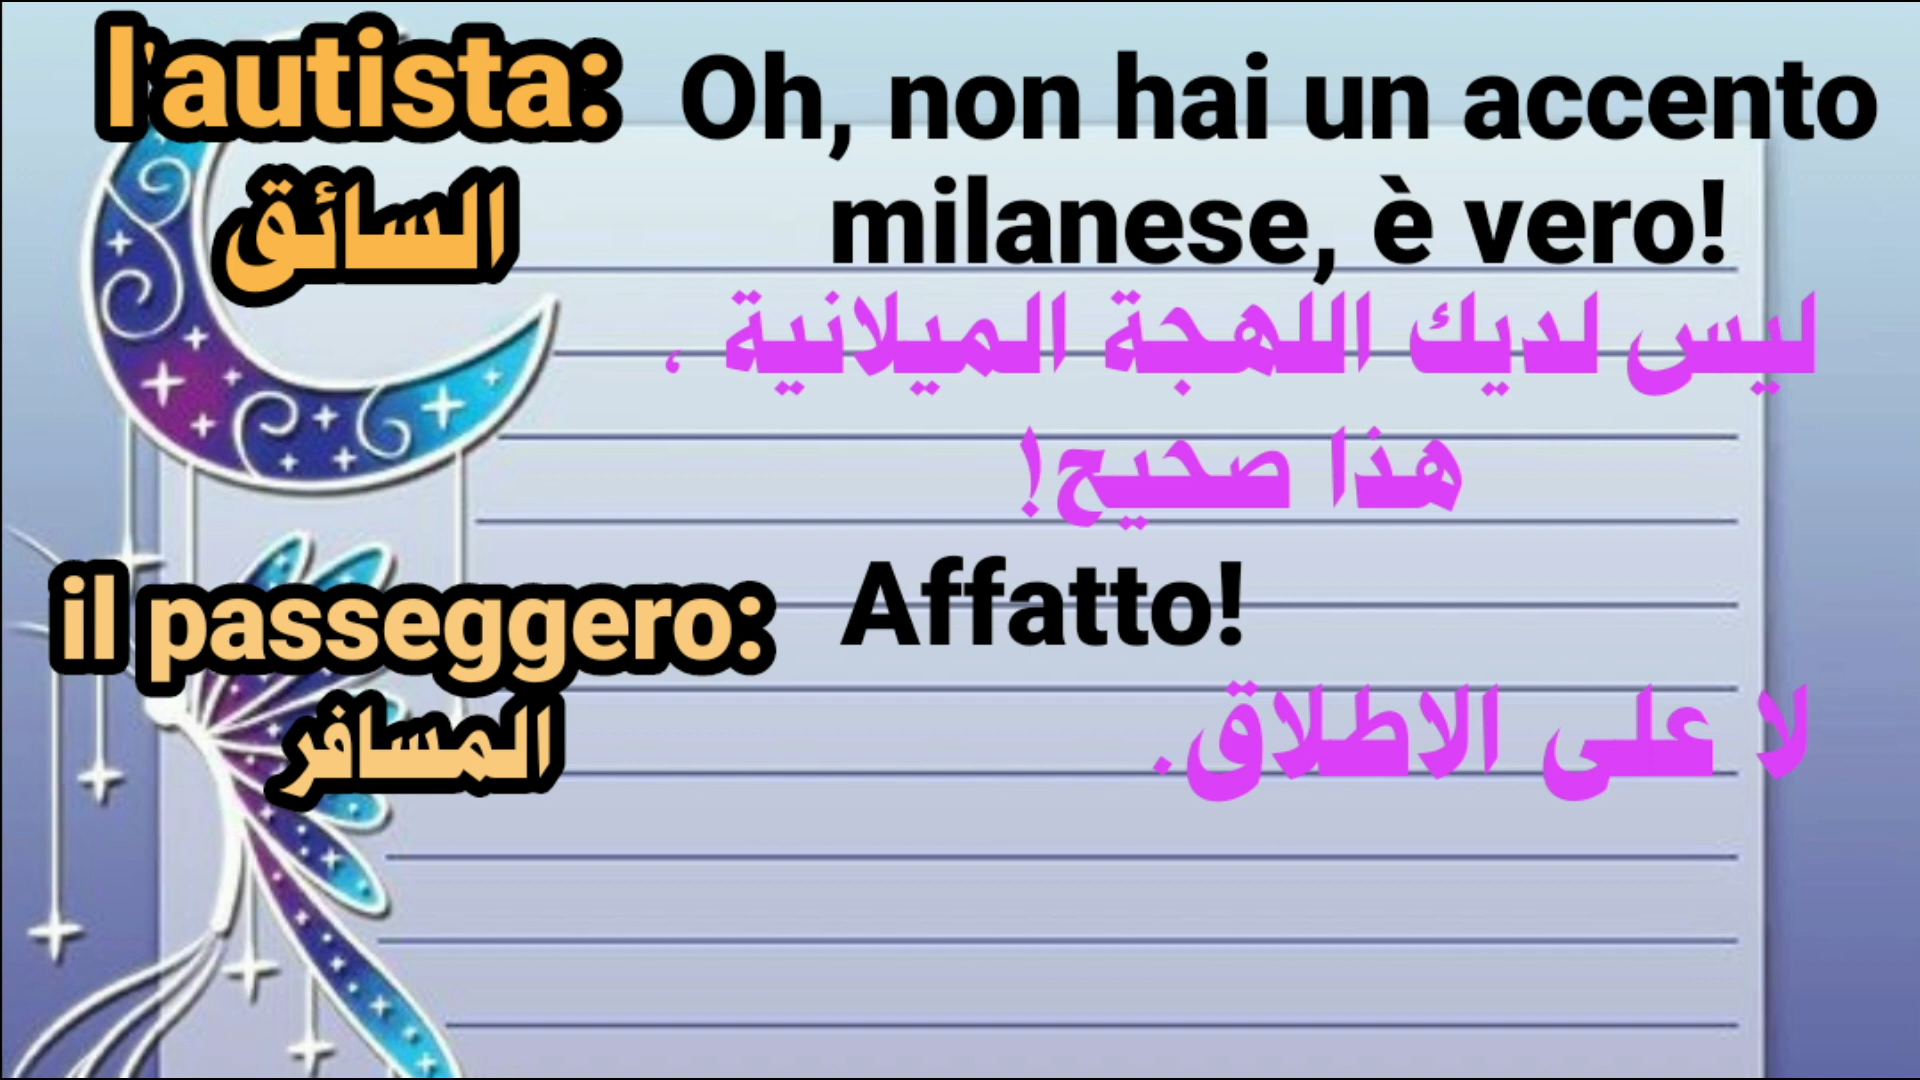 l'autista:
السائق
Oh, non hai un accento
milanese, è vero!
ليس لديك اللهجة الميلانية ،
هذا صحيح!
il passeggero:
المسافر
Affatto!
لا على الاطلاق.